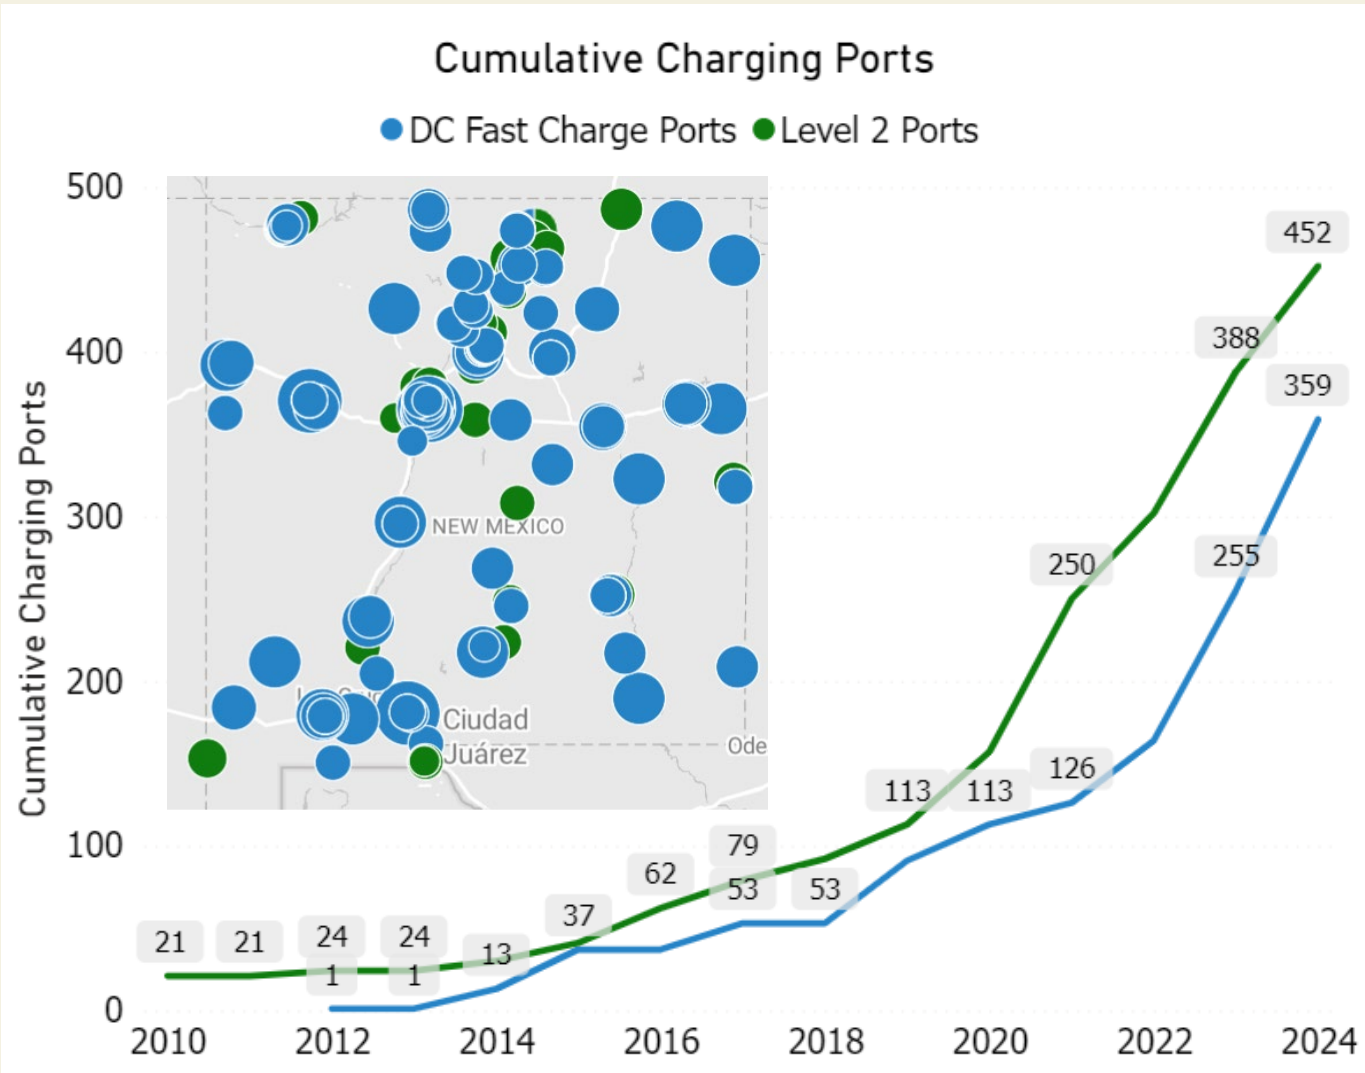 Cumulative Charging Ports
DC Fast Charge Ports Level 2 Ports
Cumulative Charging Ports
500
400
300
200
100
0
NEW MEXICO
Ciudad
Juárez
Ode
452
388
359
250
255
126
113 113
79
62 53 53
37
21 21 24 24 13
1 1
2010 2012 2014 2016 2018 2020 2022 2024